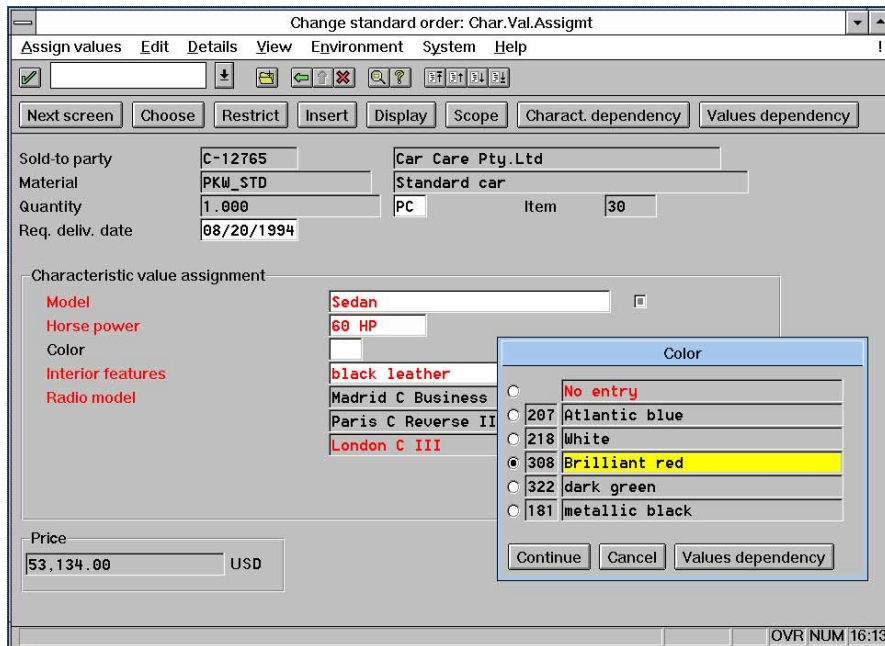 Change standard order: Char.Val.Assigmt
Assign values Edit Details View Environment System Help !
Next screen Choose Restrict Insert Display Scope Charact. dependency Values dependency
Sold-to party C-12765 Car Care Pty.Ltd
Material PKW_STD Standard car
Quantity 1.000 PC Item 30
Req. deliv. date 08/20/1994
Characteristic value assignment
Model Sedan
Horse power 60 HP
Color
Interior features black leather
Radio model Madrid C Business
Paris C Reverse II
London C III
Color
No entry
207 Atlantic blue
218 White
308 Brilliant red
322 dark green
181 metallic black
Continue Cancel Values dependency
Price
53,134.00 USD
OVR NUM 16:13